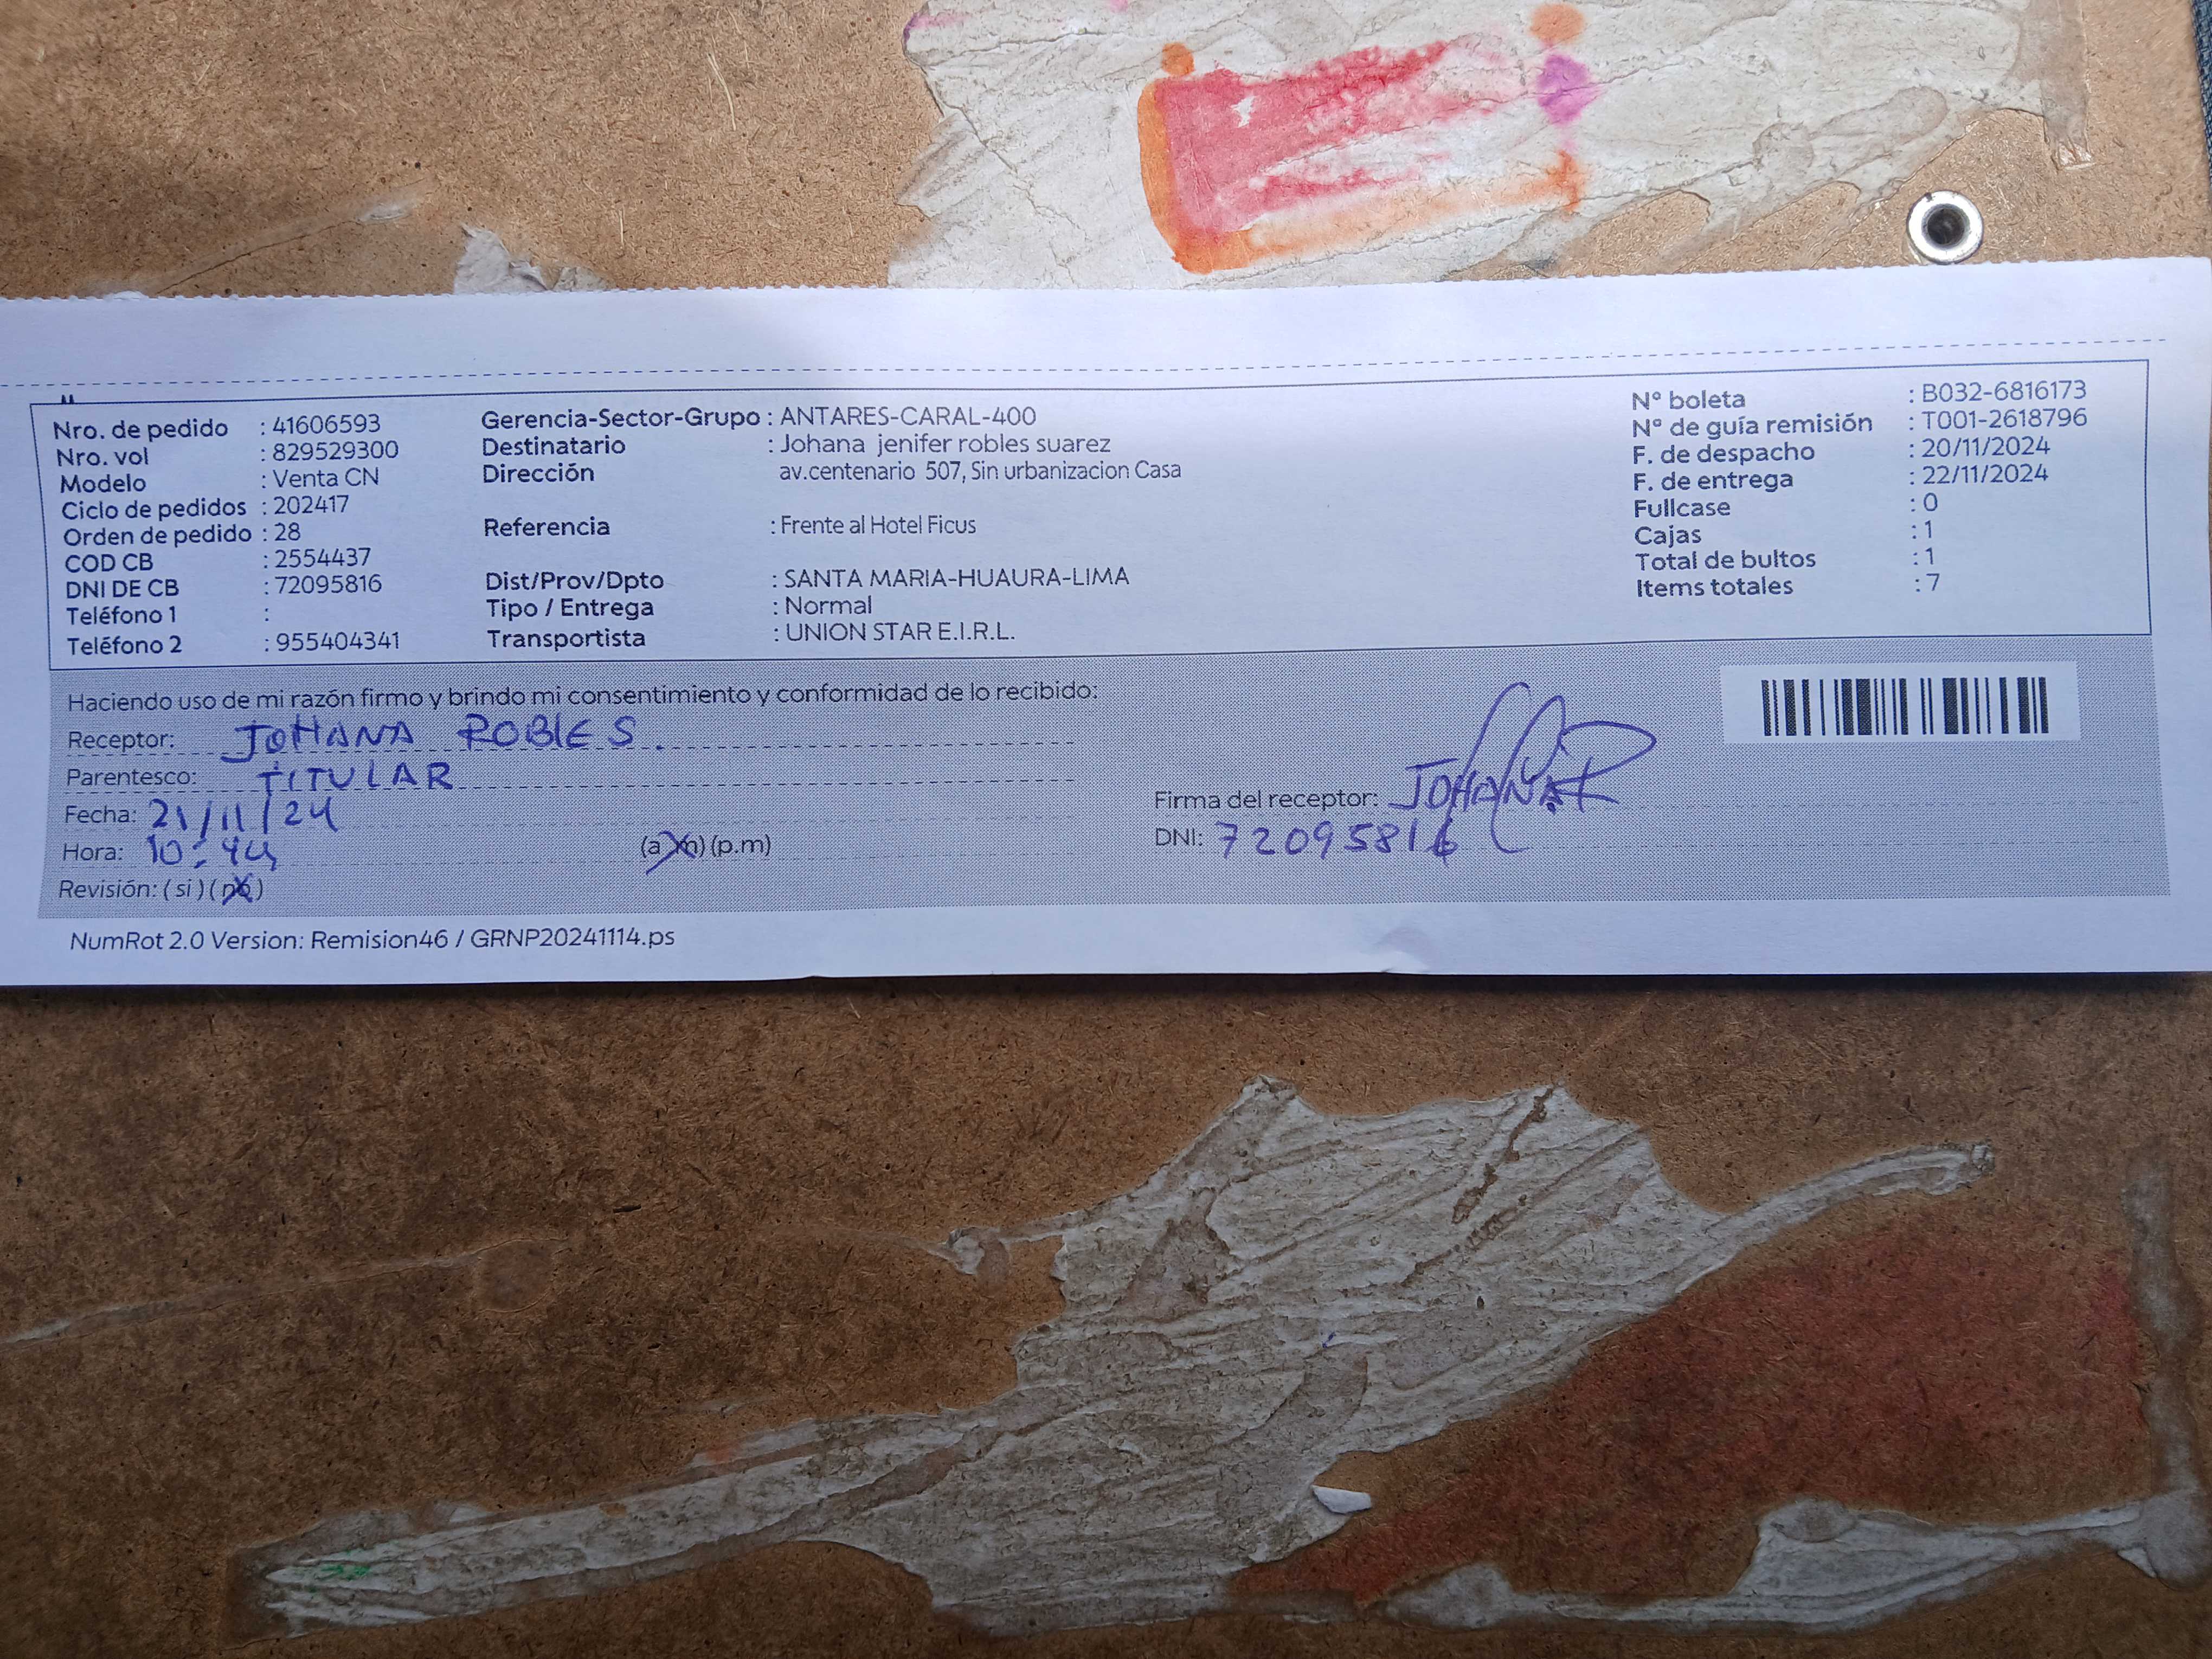 Nro. de pedido : 41606593
Nro. vol : 829529300
Modelo : Venta CN
Ciclo de pedidos : 202417
Orden de pedido : 28
COD CB : 2554437
DNI DE CB : 72095816
Teléfono 1 :
Teléfono 2 : 955404341
Gerencia-Sector-Grupo : ANTARES-CARAL-400
Destinatario : Johana jenifer robles suarez
Dirección av.centenario 507, Sin urbanizacion Casa
Referencia : Frente al Hotel Ficus
Dist/Prov/Dpto : SANTA MARIA-HUAURA-LIMA
Tipo / Entrega : Normal
Transportista : UNION STAR E.I.R.L.
N° boleta : B032-6816173
N° de guía remisión : T001-2618796
F. de despacho : 20/11/2024
F. de entrega : 22/11/2024
Fullcase : 0
Cajas : 1
Total de bultos : 1
Items totales : 7
Haciendo uso de mi razón firmo y brindo mi consentimiento y conformidad de lo recibido:
Receptor: JOHANA ROBLES.
Parentesco: TITULAR
Fecha: 21/11/24
Hora: 10:44 (a.m) (p.m)
Revisión: ( si ) ( no )
Firma del receptor: JOHANA R
DNI: 72095816
NumRot 2.0 Version: Remision46 / GRNP20241114.ps